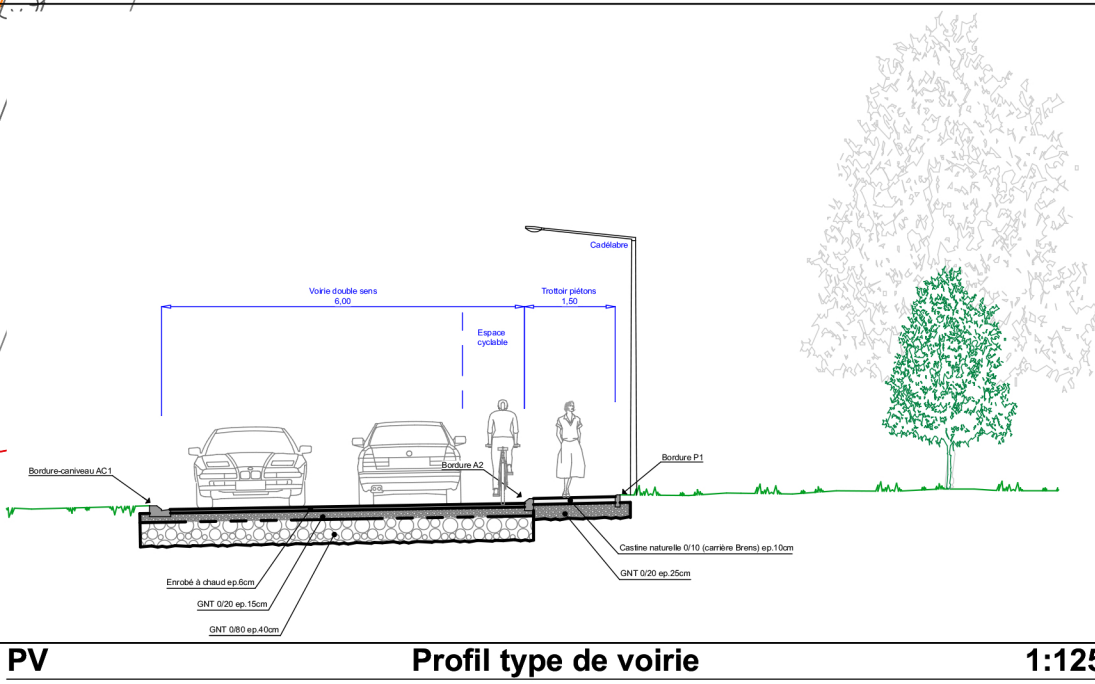 Cadélabre
Voirie double sens
6,00
Trottoir piétons
1,50
Espace
cyclable
Bordure-caniveau AC1
Bordure A2
Bordure P1
Castine naturelle 0/10 (carrière Brens) ep.10cm
GNT 0/20 ep.25cm
Enrobé à chaud ep.6cm
GNT 0/20 ep.15cm
GNT 0/80 ep.40cm
PV
Profil type de voirie
1:125